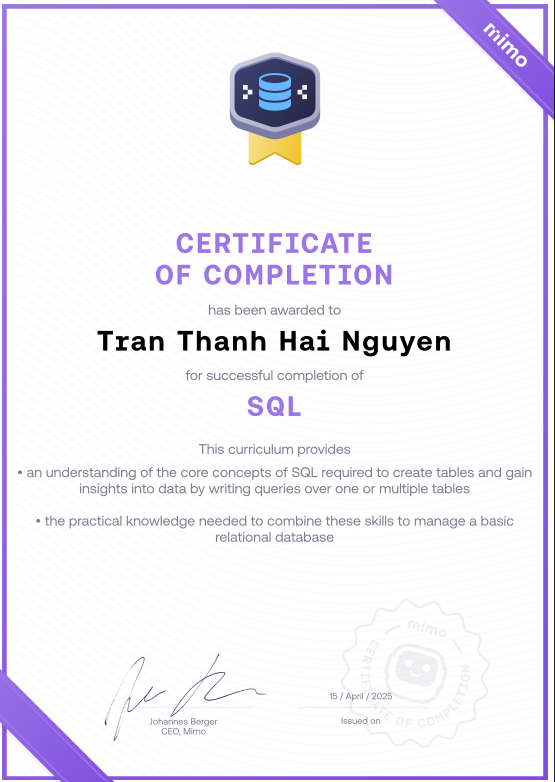 mimo
CERTIFICATE
OF COMPLETION
has been awarded to
Tran Thanh Hai Nguyen
for successful completion of
SQL
This curriculum provides
• an understanding of the core concepts of SQL required to create tables and gain
insights into data by writing queries over one or multiple tables
• the practical knowledge needed to combine these skills to manage a basic
relational database
mimo
CERTIFICATE OF COMPLETION
15 / April / 2025
Johannes Berger
Issued on
CEO, Mimo